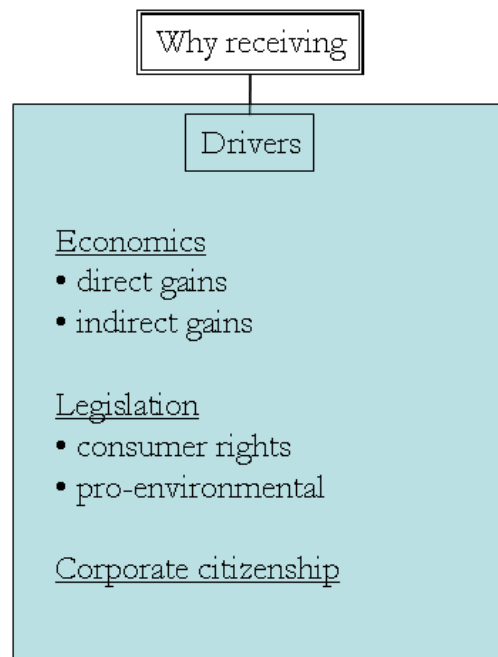 Why receiving
Drivers
Economics
• direct gains
• indirect gains
Legislation
• consumer rights
• pro-environmental
Corporate citizenship